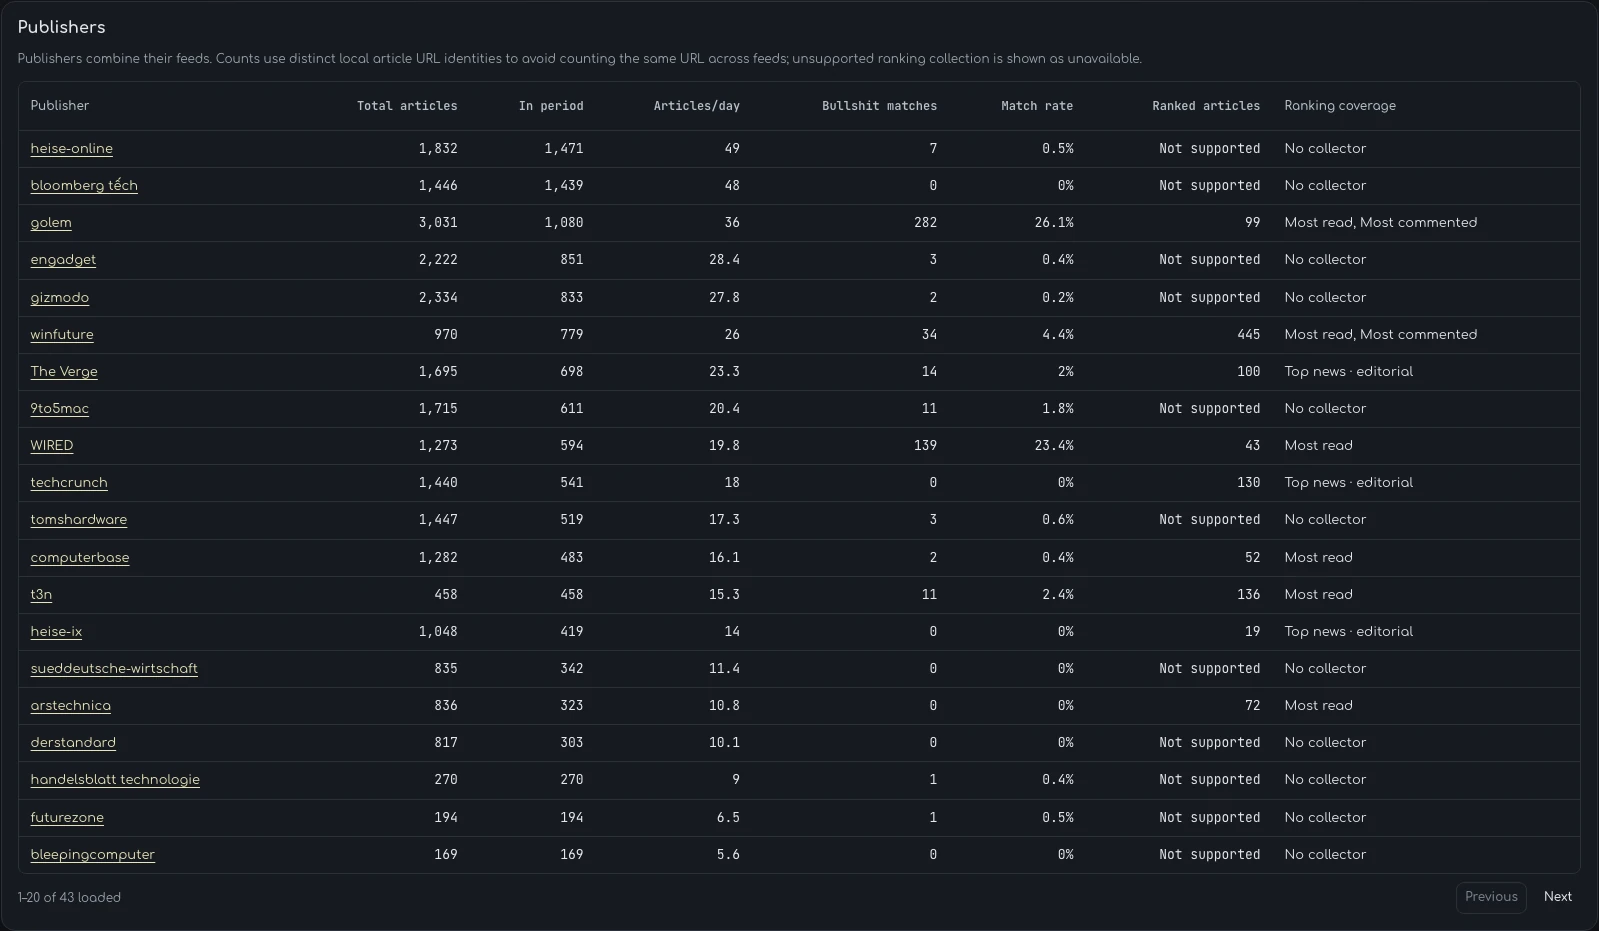 Publishers
Publishers combine their feeds. Counts use distinct local article URL identities to avoid counting the same URL across feeds; unsupported ranking collection is shown as unavailable.
Publisher Total articles In period Articles/day Bullshit matches Match rate Ranked articles Ranking coverage
heise-online 1,832 1,471 49 7 0.5% Not supported No collector
bloomberg tếch 1,446 1,439 48 0 0% Not supported No collector
golem 3,031 1,080 36 282 26.1% 99 Most read, Most commented
engadget 2,222 851 28.4 3 0.4% Not supported No collector
gizmodo 2,334 833 27.8 2 0.2% Not supported No collector
winfuture 970 779 26 34 4.4% 445 Most read, Most commented
The Verge 1,695 698 23.3 14 2% 100 Top news · editorial
9to5mac 1,715 611 20.4 11 1.8% Not supported No collector
WIRED 1,273 594 19.8 139 23.4% 43 Most read
techcrunch 1,440 541 18 0 0% 130 Top news · editorial
tomshardware 1,447 519 17.3 3 0.6% Not supported No collector
computerbase 1,282 483 16.1 2 0.4% 52 Most read
t3n 458 458 15.3 11 2.4% 136 Most read
heise-ix 1,048 419 14 0 0% 19 Top news · editorial
sueddeutsche-wirtschaft 835 342 11.4 0 0% Not supported No collector
arstechnica 836 323 10.8 0 0% 72 Most read
derstandard 817 303 10.1 0 0% Not supported No collector
handelsblatt technologie 270 270 9 1 0.4% Not supported No collector
futurezone 194 194 6.5 1 0.5% Not supported No collector
bleepingcomputer 169 169 5.6 0 0% Not supported No collector
1–20 of 43 loaded Previous Next